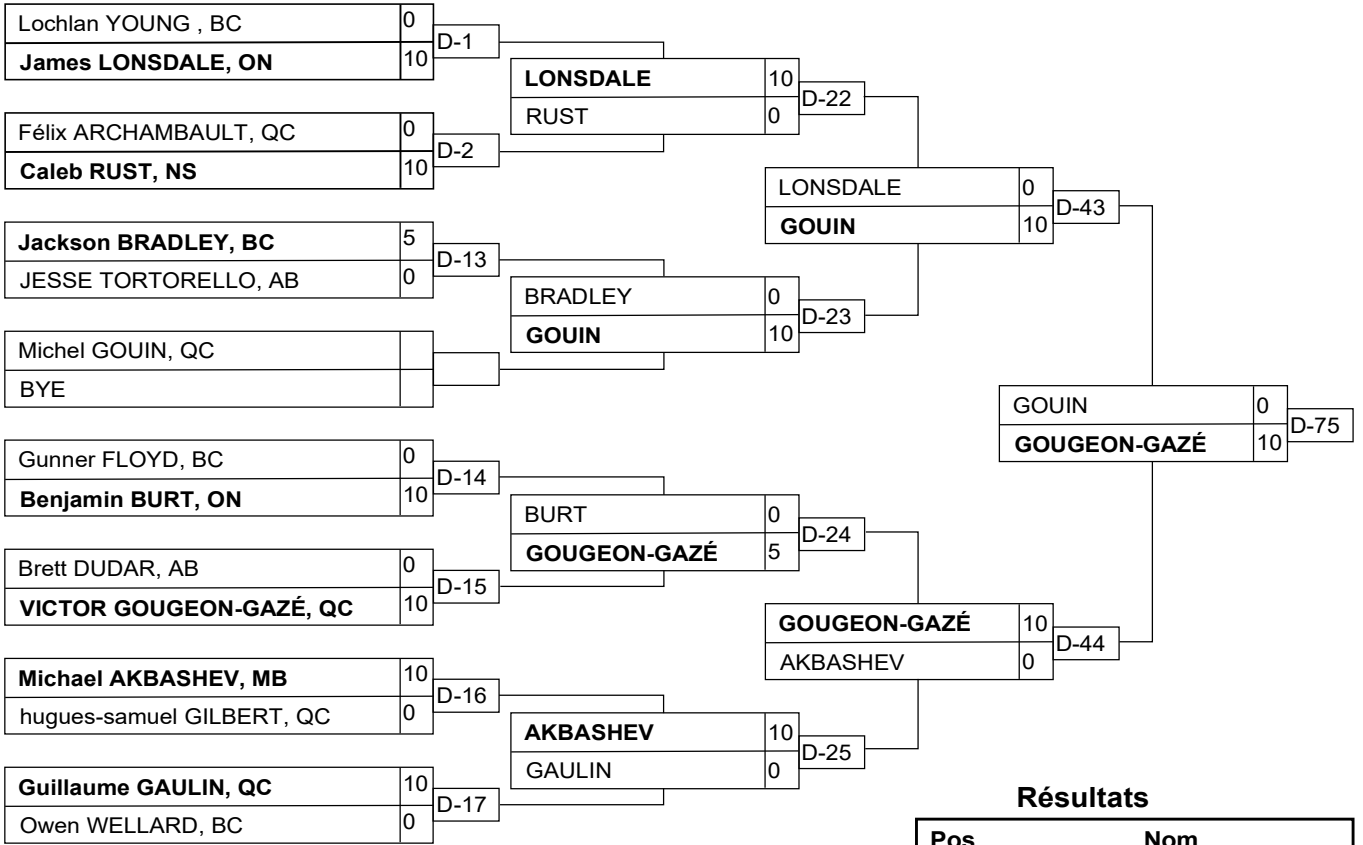 Lochlan YOUNG , BC 0
D-1
James LONSDALE, ON 10
LONSDALE 10
D-22
RUST 0
Félix ARCHAMBAULT, QC 0
D-2
Caleb RUST, NS 10
LONSDALE 0
D-43
GOUIN 10
Jackson BRADLEY, BC 5
D-13
JESSE TORTORELLO, AB 0
BRADLEY 0
D-23
GOUIN 10
Michel GOUIN, QC
BYE
GOUIN 0
D-75
GOUGEON-GAZÉ 10
Gunner FLOYD, BC 0
D-14
Benjamin BURT, ON 10
BURT 0
D-24
GOUGEON-GAZÉ 5
Brett DUDAR, AB 0
D-15
VICTOR GOUGEON-GAZÉ, QC 10
GOUGEON-GAZÉ 10
D-44
AKBASHEV 0
Michael AKBASHEV, MB 10
D-16
hugues-samuel GILBERT, QC 0
AKBASHEV 10
D-25
GAULIN 0
Guillaume GAULIN, QC 10
D-17
Owen WELLARD, BC 0
Résultats
Pos Nom